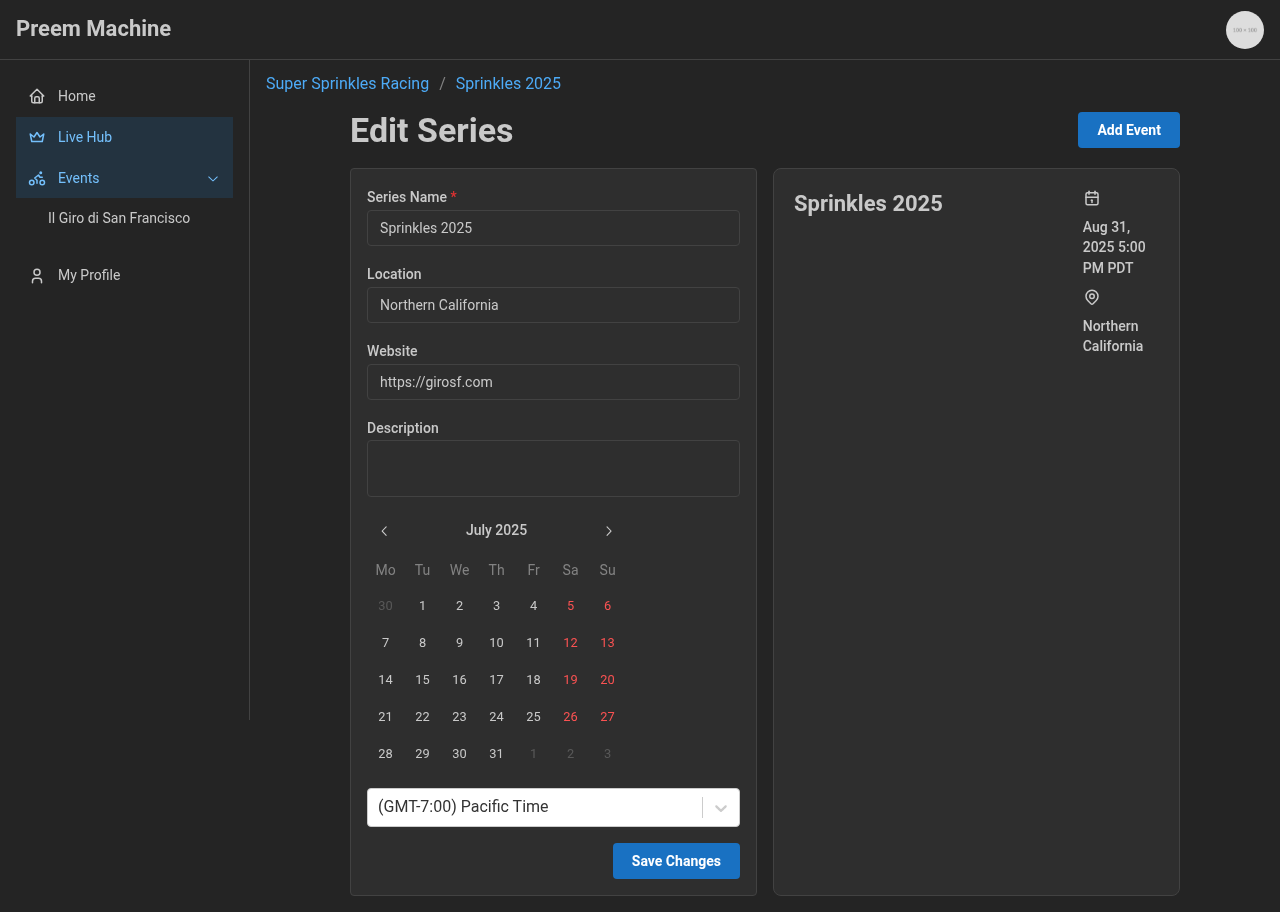 Preem Machine
100 × 100
Home
Live Hub
Events
Il Giro di San Francisco
My Profile
Super Sprinkles Racing / Sprinkles 2025
Edit Series
Add Event
Series Name *
Sprinkles 2025
Location
Northern California
Website
https://girosf.com
Description
July 2025
Mo Tu We Th Fr Sa Su
30 1 2 3 4 5 6
7 8 9 10 11 12 13
14 15 16 17 18 19 20
21 22 23 24 25 26 27
28 29 30 31 1 2 3
(GMT-7:00) Pacific Time
Save Changes
Sprinkles 2025
Aug 31,
2025 5:00
PM PDT
Northern
California